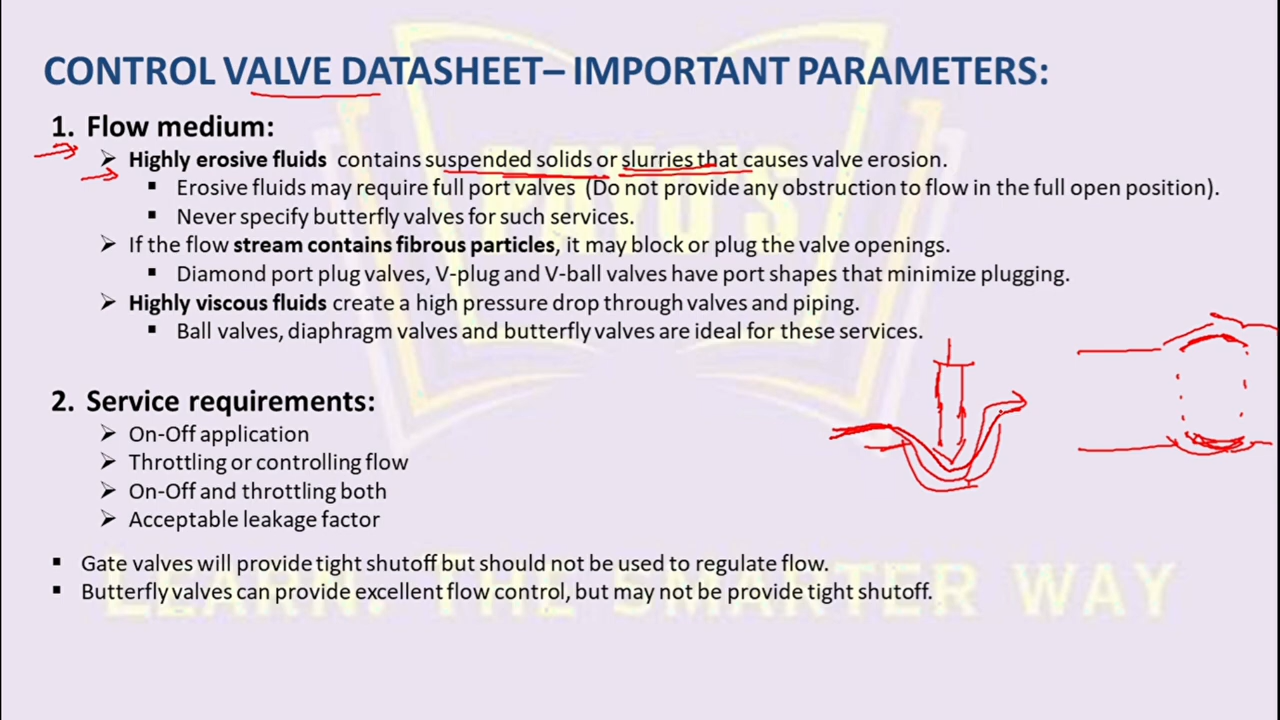 CONTROL VALVE DATASHEET– IMPORTANT PARAMETERS:
1. Flow medium:
➢ Highly erosive fluids contains suspended solids or slurries that causes valve erosion.
▪ Erosive fluids may require full port valves (Do not provide any obstruction to flow in the full open position).
▪ Never specify butterfly valves for such services.
➢ If the flow stream contains fibrous particles, it may block or plug the valve openings.
▪ Diamond port plug valves, V-plug and V-ball valves have port shapes that minimize plugging.
➢ Highly viscous fluids create a high pressure drop through valves and piping.
▪ Ball valves, diaphragm valves and butterfly valves are ideal for these services.
2. Service requirements:
➢ On-Off application
➢ Throttling or controlling flow
➢ On-Off and throttling both
➢ Acceptable leakage factor
▪ Gate valves will provide tight shutoff but should not be used to regulate flow.
▪ Butterfly valves can provide excellent flow control, but may not be provide tight shutoff.
LEARN: THE SMARTER WAY